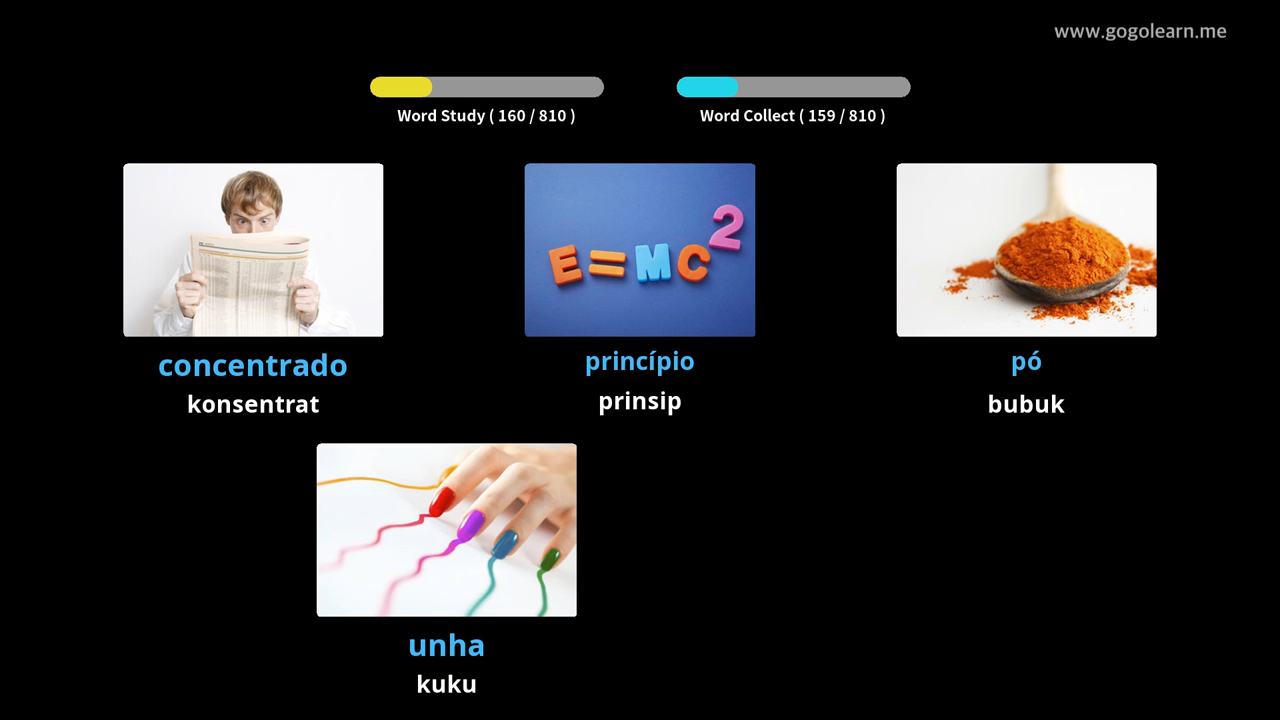 www.gogolearn.me
Word Study ( 160 / 810 )
Word Collect ( 159 / 810 )
E=MC2
concentrado
konsentrat
princípio
prinsip
pó
bubuk
unha
kuku